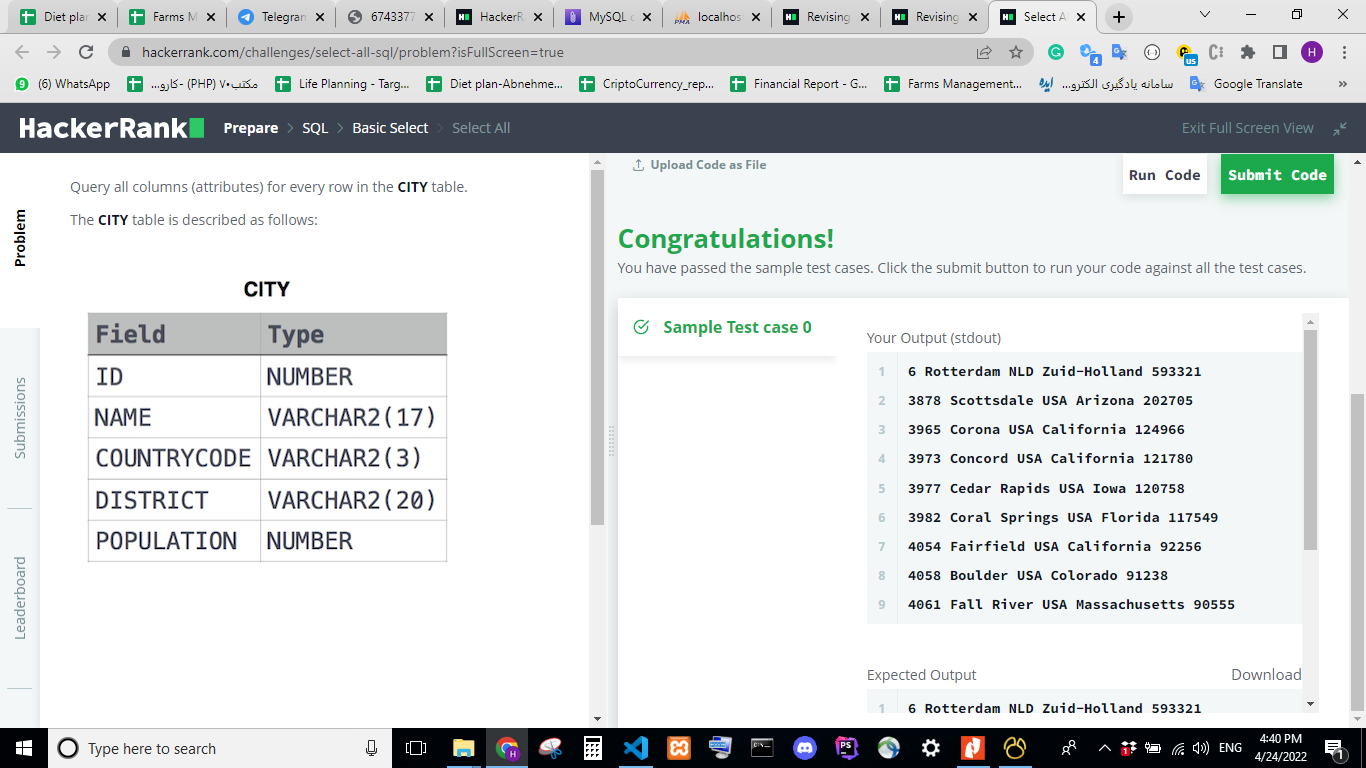 Diet plan
Farms M
Telegran
6743377
HackerR
MySQL c
PMA localhos
Revising
Revising
Select A
hackerrank.com/challenges/select-all-sql/problem?isFullScreen=true
4
us
H
9 (6) WhatsApp
مکتب۷۰ (PHP) -کارو...
Life Planning - Targ...
Diet plan-Abnehme...
CriptoCurrency_rep...
Financial Report - G...
Farms Management...
سامانه یادگیری الکترو...
Google Translate
»
HackerRank
Prepare > SQL > Basic Select > Select All
Exit Full Screen View
Problem
Submissions
Leaderboard
Query all columns (attributes) for every row in the CITY table.
The CITY table is described as follows:
CITY
Field Type
ID NUMBER
NAME VARCHAR2(17)
COUNTRYCODE VARCHAR2(3)
DISTRICT VARCHAR2(20)
POPULATION NUMBER
Upload Code as File
Run Code
Submit Code
Congratulations!
You have passed the sample test cases. Click the submit button to run your code against all the test cases.
Sample Test case 0
Your Output (stdout)
1 6 Rotterdam NLD Zuid-Holland 593321
2 3878 Scottsdale USA Arizona 202705
3 3965 Corona USA California 124966
4 3973 Concord USA California 121780
5 3977 Cedar Rapids USA Iowa 120758
6 3982 Coral Springs USA Florida 117549
7 4054 Fairfield USA California 92256
8 4058 Boulder USA Colorado 91238
9 4061 Fall River USA Massachusetts 90555
Expected Output
Download
1 6 Rotterdam NLD Zuid-Holland 593321
Type here to search
H
PS
1
ENG
4:40 PM
4/24/2022
1